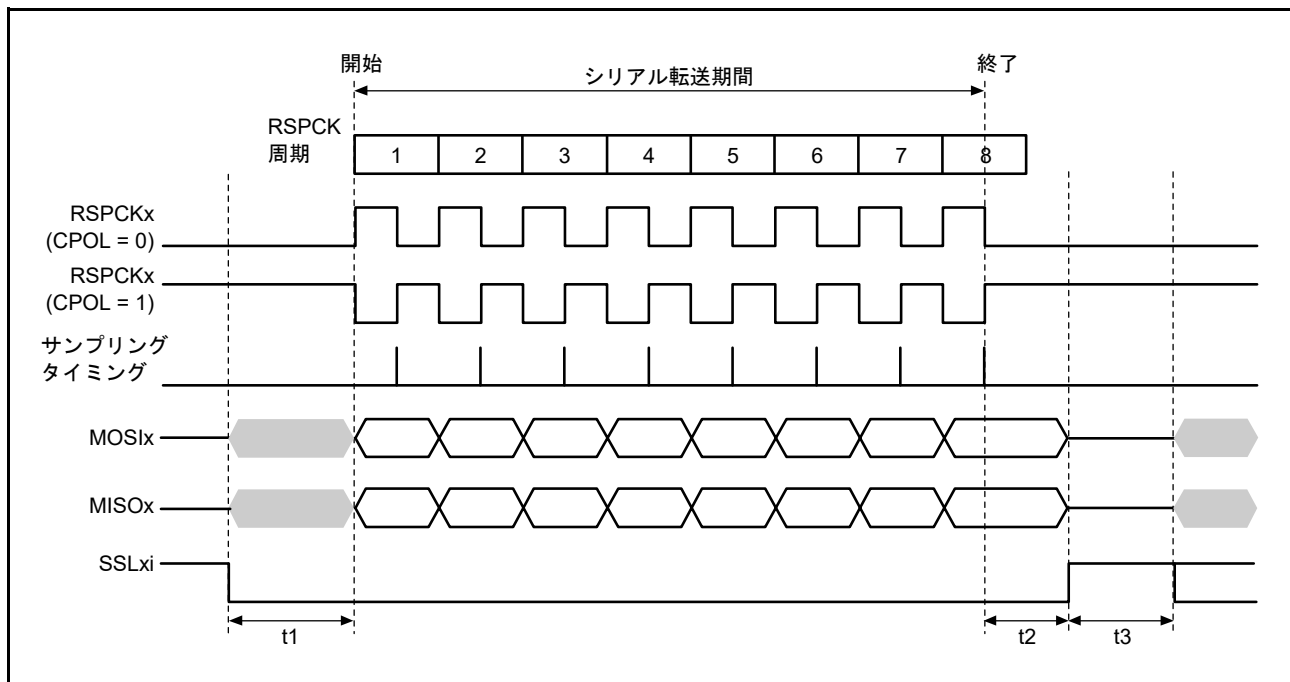 開始
シリアル転送期間
終了
RSPCK
周期
1 2 3 4 5 6 7 8
RSPCKx
(CPOL = 0)
RSPCKx
(CPOL = 1)
サンプリング
タイミング
MOSIx
MISOx
SSLxi
t1
t2
t3